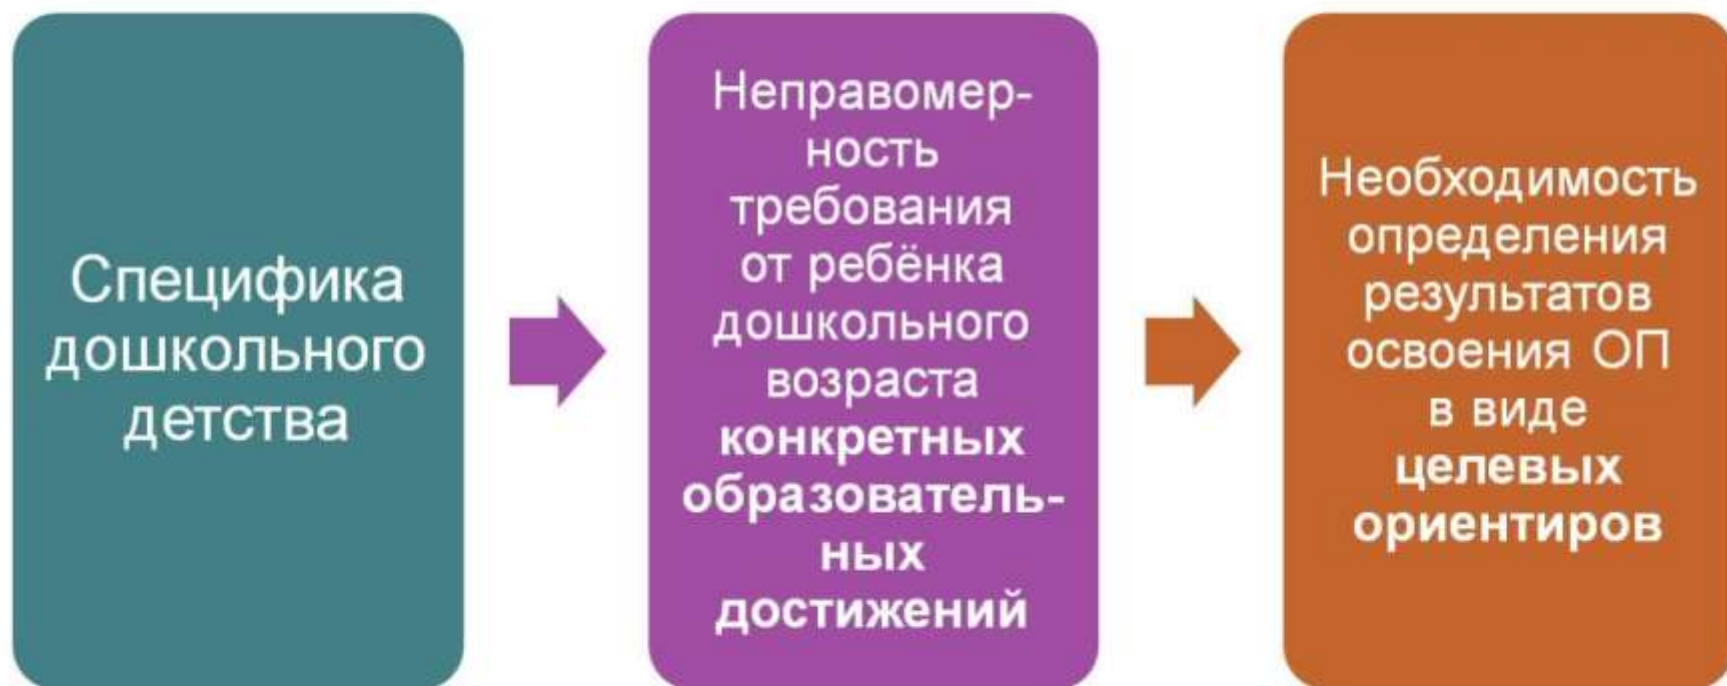 Специфика
дошкольного
детства
Неправомер-
ность
требования
от ребёнка
дошкольного
возраста
конкретных
образователь-
ных
достижений
Необходимость
определения
результатов
освоения ОП
в виде
целевых
ориентиров